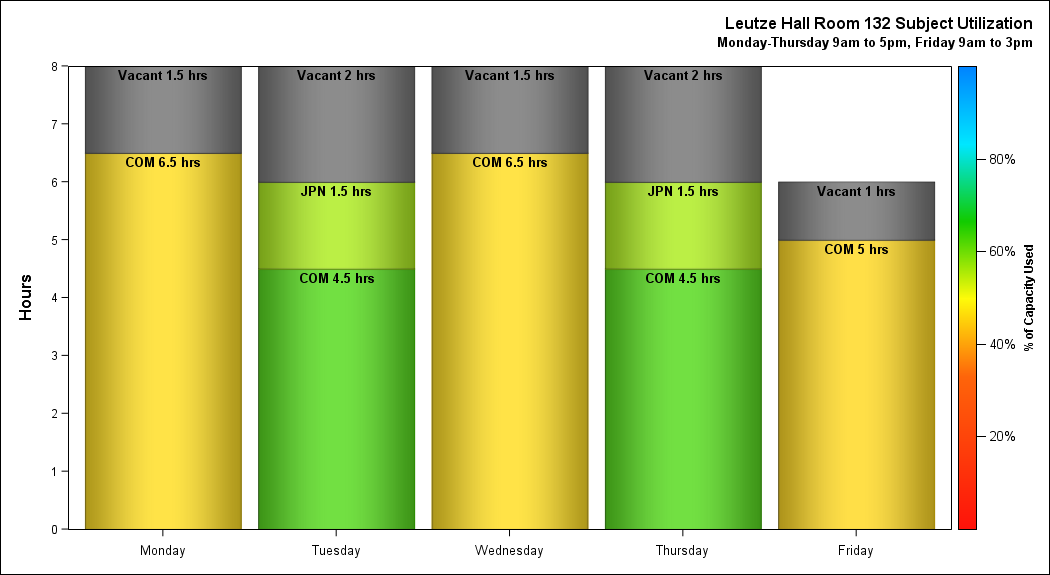 Leutze Hall Room 132 Subject Utilization
Monday-Thursday 9am to 5pm, Friday 9am to 3pm
Hours
8
7
6
5
4
3
2
1
0
Vacant 1.5 hrs
COM 6.5 hrs
Vacant 2 hrs
JPN 1.5 hrs
COM 4.5 hrs
Vacant 1.5 hrs
COM 6.5 hrs
Vacant 2 hrs
JPN 1.5 hrs
COM 4.5 hrs
Vacant 1 hrs
COM 5 hrs
Monday
Tuesday
Wednesday
Thursday
Friday
80%
60%
40%
20%
% of Capacity Used